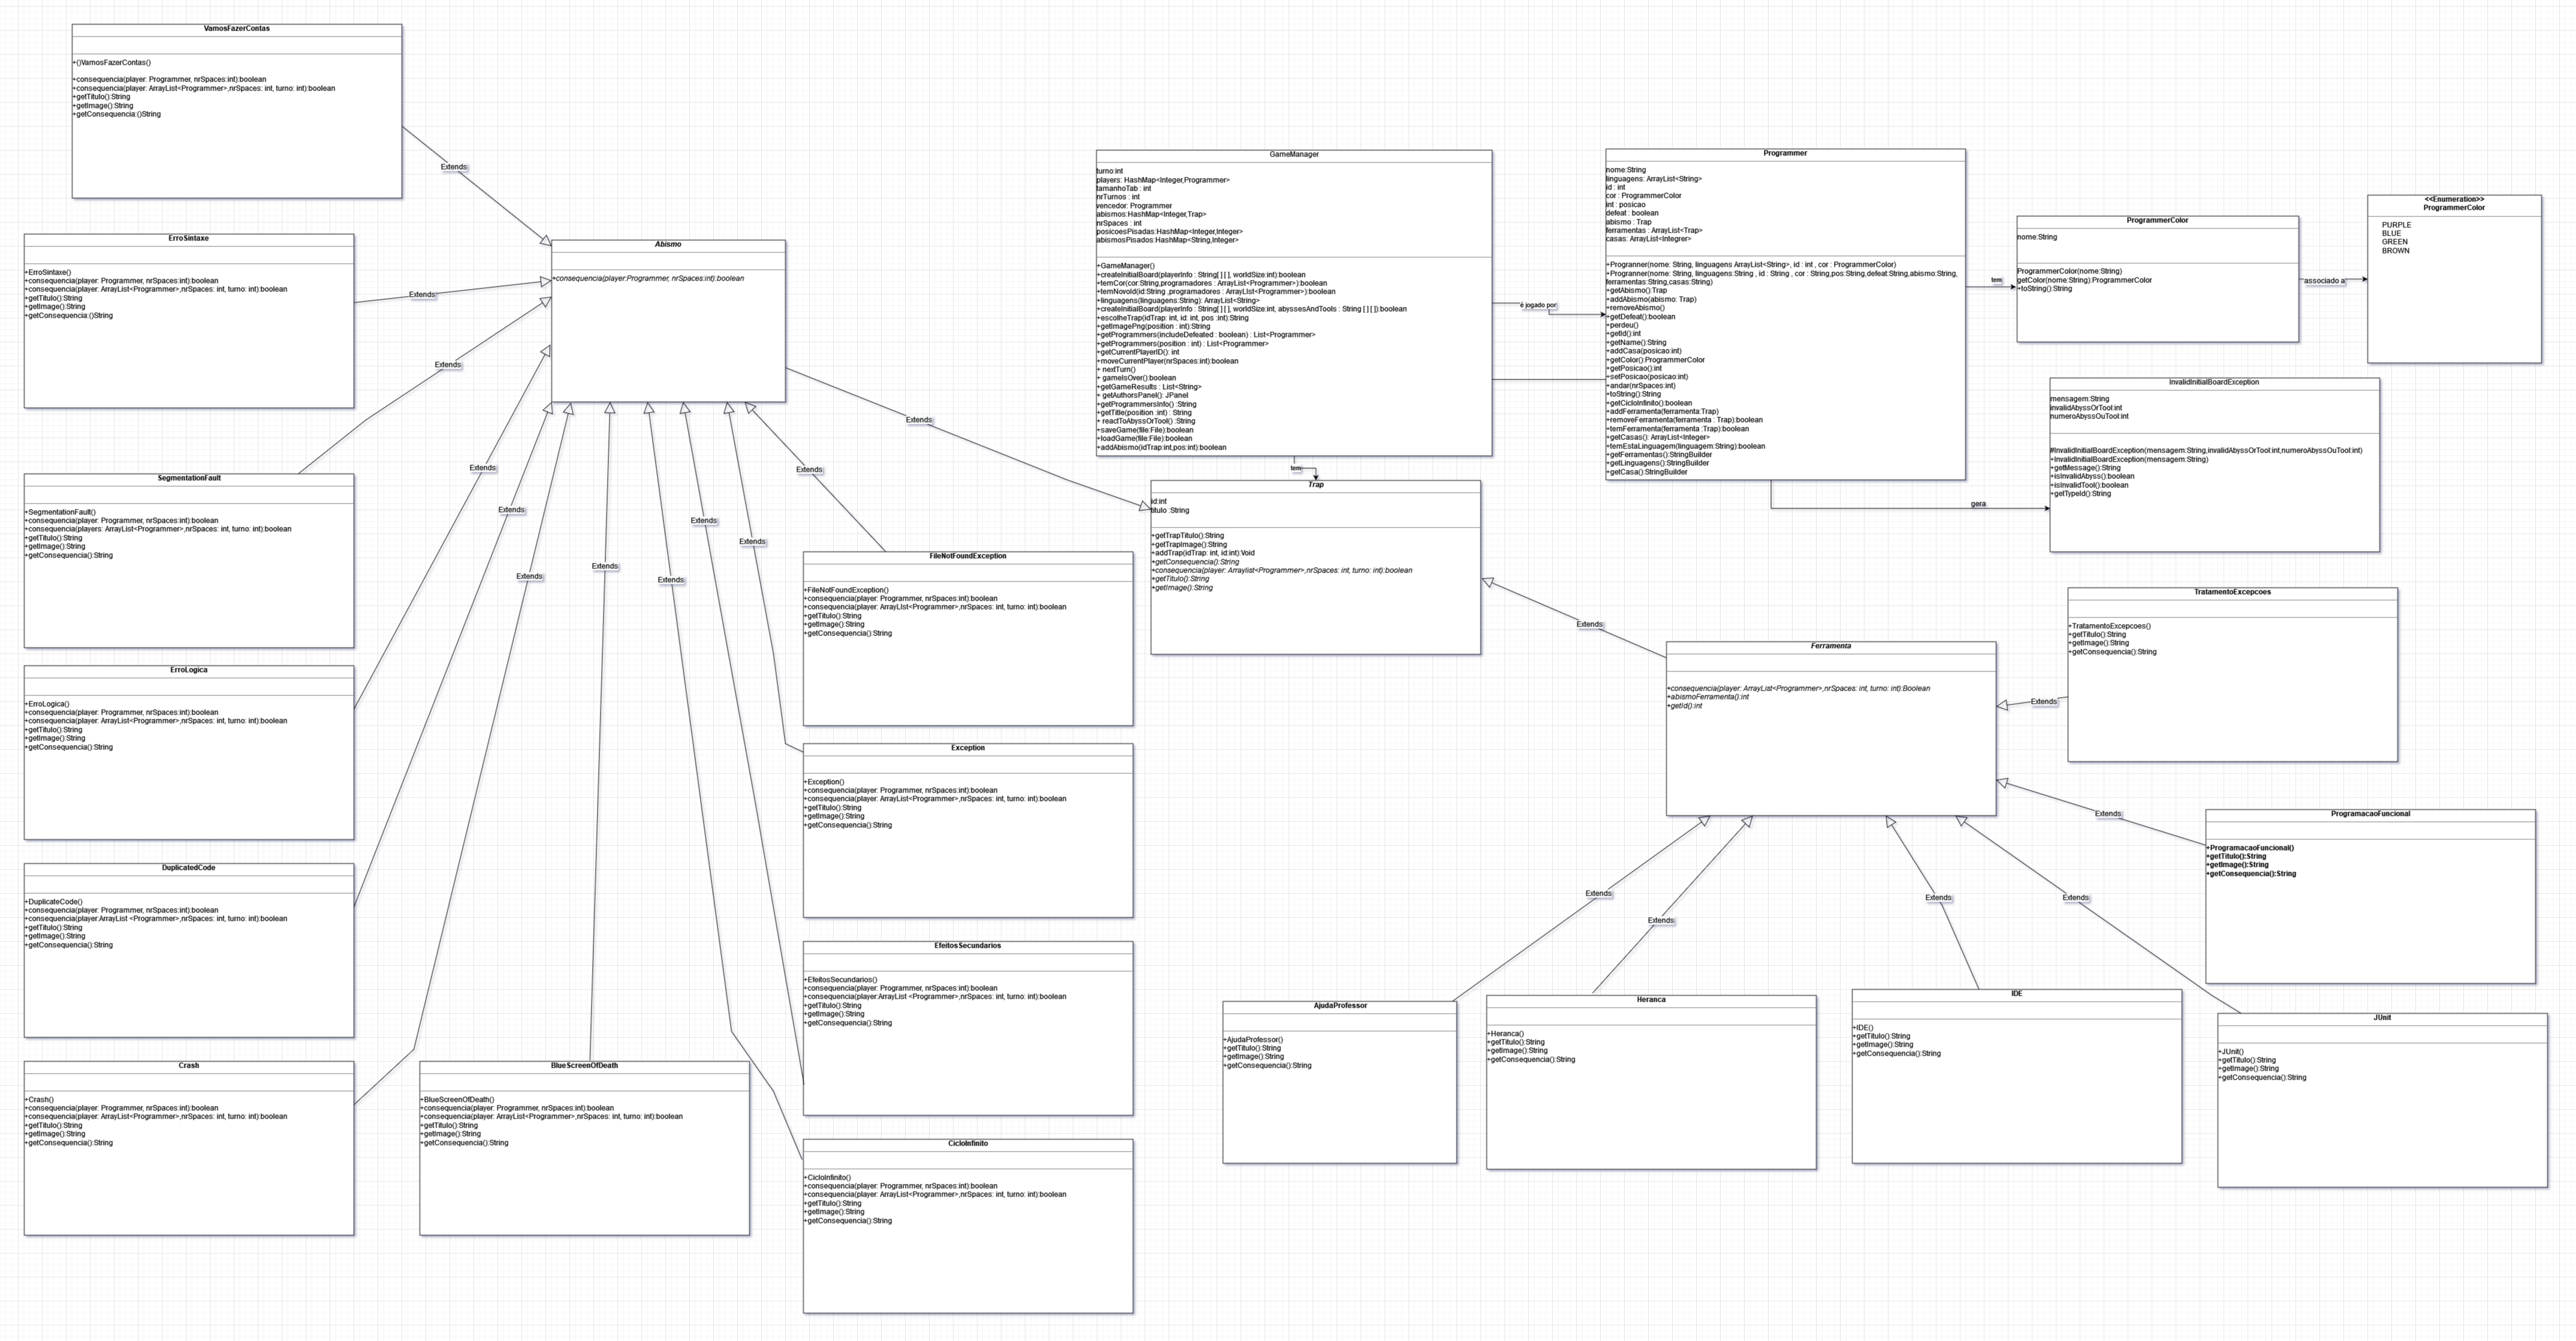 VamosFazerContas
+()VamosFazerContas()
+consequencia(player: Programmer, nrSpaces:int):boolean
+consequencia(player: ArrayList<Programmer>,nrSpaces: int, turno: int):boolean
+getTitulo():String
+getImage():String
+getConsequencia:()String
Extends
ErroSintaxe
+ErroSintaxe()
+consequencia(player: Programmer, nrSpaces:int):boolean
+consequencia(player: ArrayList<Programmer>,nrSpaces: int, turno: int):boolean
+getTitulo():String
+getImage():String
+getConsequencia:()String
Extends
SegmentationFault
+SegmentationFault()
+consequencia(player: Programmer, nrSpaces:int):boolean
+consequencia(players: ArrayList<Programmer>,nrSpaces: int, turno: int):boolean
+getTitulo():String
+getImage():String
+getConsequencia():String
Extends
ErroLogica
+ErroLogica()
+consequencia(player: Programmer, nrSpaces:int):boolean
+consequencia(player: ArrayList<Programmer>,nrSpaces: int, turno: int):boolean
+getTitulo():String
+getImage():String
+getConsequencia():String
Extends
DuplicatedCode
+DuplicateCode()
+consequencia(player: Programmer, nrSpaces:int):boolean
+consequencia(player:ArrayList <Programmer>,nrSpaces: int, turno: int):boolean
+getTitulo():String
+getImage():String
+getConsequencia():String
Extends
Crash
+Crash()
+consequencia(player: Programmer, nrSpaces:int):boolean
+consequencia(player: ArrayList<Programmer>,nrSpaces: int, turno: int):boolean
+getTitulo():String
+getImage():String
+getConsequencia():String
Extends
BlueScreenOfDeath
+BlueScreenOfDeath()
+consequencia(player: Programmer, nrSpaces:int):boolean
+consequencia(player: ArrayList<Programmer>,nrSpaces: int, turno: int):boolean
+getTitulo():String
+getImage():String
+getConsequencia():String
Extends
Abismo
+consequencia(player:Programmer, nrSpaces:int):boolean
Extends
FileNotFoundException
+FileNotFoundException()
+consequencia(player: Programmer, nrSpaces:int):boolean
+consequencia(player: ArrayList<Programmer>,nrSpaces: int, turno: int):boolean
+getTitulo():String
+getImage():String
+getConsequencia():String
Extends
Exception
+Exception()
+consequencia(player: Programmer, nrSpaces:int):boolean
+consequencia(player: ArrayList<Programmer>,nrSpaces: int, turno: int):boolean
+getTitulo():String
+getImage():String
+getConsequencia():String
Extends
EfeitosSecundarios
+EfeitosSecundarios()
+consequencia(player: Programmer, nrSpaces:int):boolean
+consequencia(player:ArrayList <Programmer>,nrSpaces: int, turno: int):boolean
+getTitulo():String
+getImage():String
+getConsequencia():String
Extends
CicloInfinito
+CicloInfinito()
+consequencia(player: Programmer, nrSpaces:int):boolean
+consequencia(player: ArrayList<Programmer>,nrSpaces: int, turno: int):boolean
+getTitulo():String
+getImage():String
+getConsequencia():String
Extends
Extends
GameManager
turno:int
players: HashMap<Integer,Programmer>
tamanhoTab : int
nrTurnos : int
vencedor: Programmer
abismos:HashMap<Integer,Trap>
nrSpaces : int
posicoesPisadas:HashMap<Integer,Integer>
abismosPisados:HashMap<String,Integer>
+GameManager()
+createInitialBoard(playerInfo : String[ ] [ ], worldSize:int):boolean
+temCor(cor:String,programadores : ArrayList<Programmer>):boolean
+temNovoId(id:String ,programadores : ArrayLIst<Programmer>):boolean
+linguagens(linguagens:String): ArrayList<String>
+createInitialBoard(playerInfo : String[ ] [ ], worldSize:int, abyssesAndTools : String [ ] [ ]):boolean
+escolheTrap(idTrap: int, id: int, pos :int):String
+getImagePng(position : int):String
+getProgrammers(includeDefeated : boolean) : List<Programmer>
+getProgrammers(position : int) : List<Programmer>
+getCurrentPlayerID(): int
+moveCurrentPlayer(nrSpaces:int):boolean
+ nextTurn()
+ gameIsOver():boolean
+getGameResults : List<String>
+ getAuthorsPanel(): JPanel
+getProgrammersInfo() :String
+getTitle(position :int) : String
+ reactToAbyssOrTool() :String
+saveGame(file:File):boolean
+loadGame(file:File):boolean
+addAbismo(idTrap:int,pos:int):boolean
é jogado por
tem
Trap
id:int
titulo :String
+getTrapTitulo():String
+getTrapImage():String
+addTrap(idTrap: int, id:int):Void
+getConsequencia():String
+consequencia(player: Arraylist<Programmer>,nrSpaces: int, turno: int):boolean
+getTitulo():String
+getImage():String
Programmer
nome:String
linguagens: ArrayList<String>
id : int
cor : ProgrammerColor
int : posicao
defeat : boolean
abismo : Trap
ferramentas : ArrayList<Trap>
casas: ArrayList<Integrer>
+Progranner(nome: String, linguagens ArrayList<String>, id : int , cor : ProgrammerColor)
+Progranner(nome: String, linguagens:String , id : String , cor : String,pos:String,defeat:String,abismo:String,
ferramentas:String,casas:String)
+getAbismo():Trap
+addAbismo(abismo: Trap)
+removeAbismo()
+getDefeat():boolean
+perdeu()
+getId():int
+getName():String
+addCasa(posicao:int)
+getColor():ProgrammerColor
+getPosicao():int
+setPosicao(posicao:int)
+andar(nrSpaces:int)
+toString():String
+getCicloInfinito():boolean
+addFerramenta(ferramenta:Trap)
+removeFerramenta(ferramenta : Trap):boolean
+temFerramenta(ferramenta :Trap):boolean
+getCasas(): ArrayList<Integer>
+temEstaLinguagem(linguagem:String):boolean
+getFerramentas():StringBuilder
+getLinguagens():StringBuilder
+getCasa():StringBuilder
tem
ProgrammerColor
nome:String
ProgrammerColor(nome:String)
getColor(nome:String):ProgrammerColor
+toString():String
associado a
<<Enumeration>>
ProgrammerColor
PURPLE
BLUE
GREEN
BROWN
gera
InvalidInitialBoardException
mensagem:String
invalidAbyssOrTool:int
numeroAbyssOuTool:int
#InvalidInitialBoardException(mensagem:String,invalidAbyssOrTool:int,numeroAbyssOuTool:int)
+InvalidInitialBoardException(mensagem:String)
+getMessage():String
+isInvalidAbyss():boolean
+isInvalidTool():boolean
+getTypeId():String
Extends
Ferramenta
+consequencia(player: ArrayList<Programmer>,nrSpaces: int, turno: int):Boolean
+abismoFerramenta():int
+getId():int
TratamentoExcepcoes
+TratamentoExcepcoes()
+getTitulo():String
+getImage():String
+getConsequencia():String
Extends
ProgramacaoFuncional
+ProgramacaoFuncional()
+getTitulo():String
+getImage():String
+getConsequencia():String
Extends
AjudaProfessor
+AjudaProfessor()
+getTitulo():String
+getImage():String
+getConsequencia():String
Extends
Heranca
+Heranca()
+getTitulo():String
+getImage():String
+getConsequencia():String
Extends
IDE
+IDE()
+getTitulo():String
+getImage():String
+getConsequencia():String
Extends
JUnit
+JUnit()
+getTitulo():String
+getImage():String
+getConsequencia():String
Extends